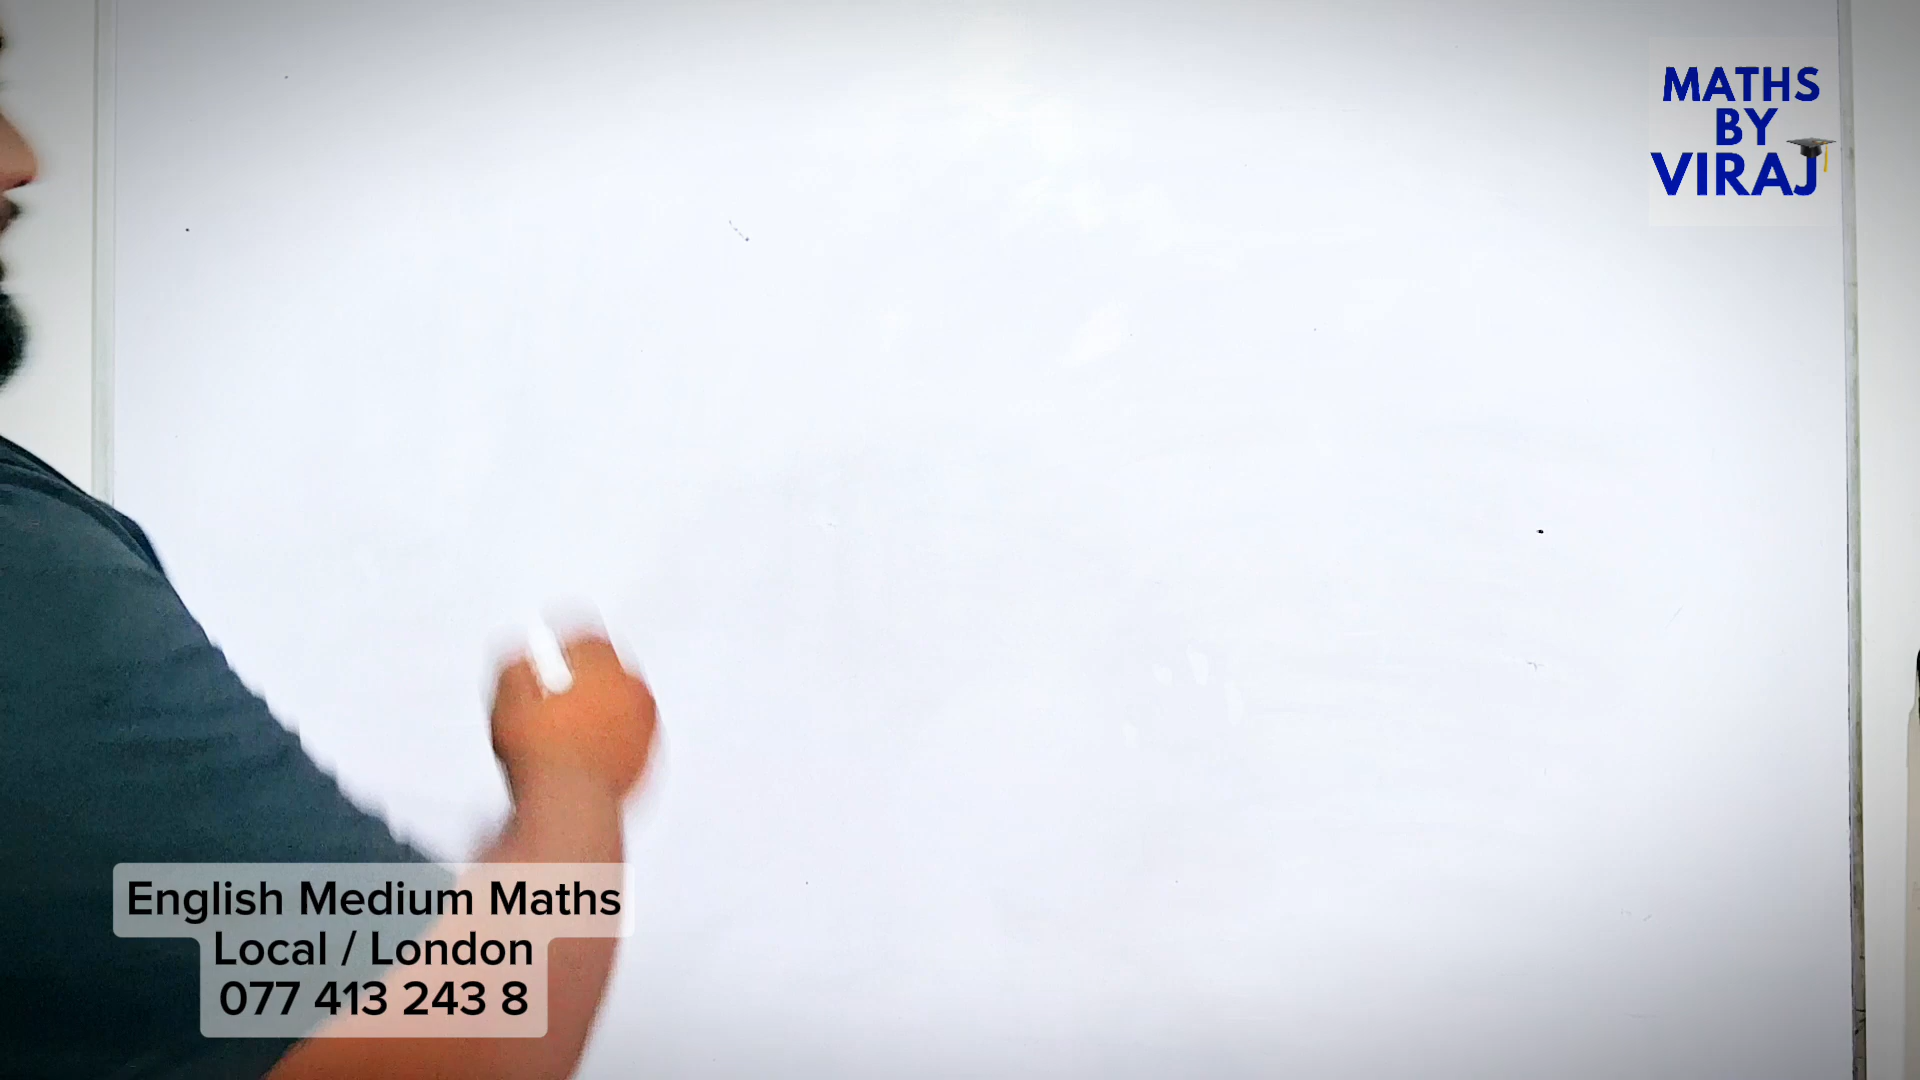 MATHS
BY
VIRAJ
English Medium Maths
Local / London
077 413 243 8